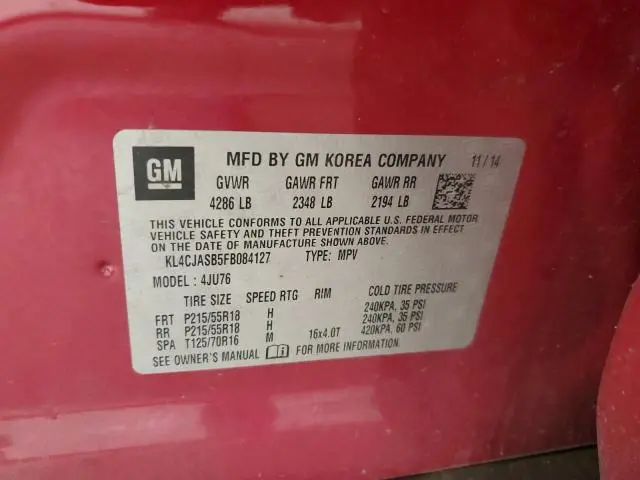 GM MFD BY GM KOREA COMPANY 11/14
GVWR GAWR FRT GAWR RR
4286 LB 2348 LB 2194 LB
THIS VEHICLE CONFORMS TO ALL APPLICABLE U.S. FEDERAL MOTOR
VEHICLE SAFETY AND THEFT PREVENTION STANDARDS IN EFFECT
ON THE DATE OF MANUFACTURE SHOWN ABOVE.
KL4CJASB5FB084127 TYPE: MPV
MODEL: 4JU76
TIRE SIZE SPEED RTG RIM COLD TIRE PRESSURE
FRT P215/55R18 H 240KPA, 35 PSI
RR P215/55R18 H 240KPA, 35 PSI
SPA T125/70R16 M 16x4.0T 420KPA, 60 PSI
SEE OWNER'S MANUAL FOR MORE INFORMATION.